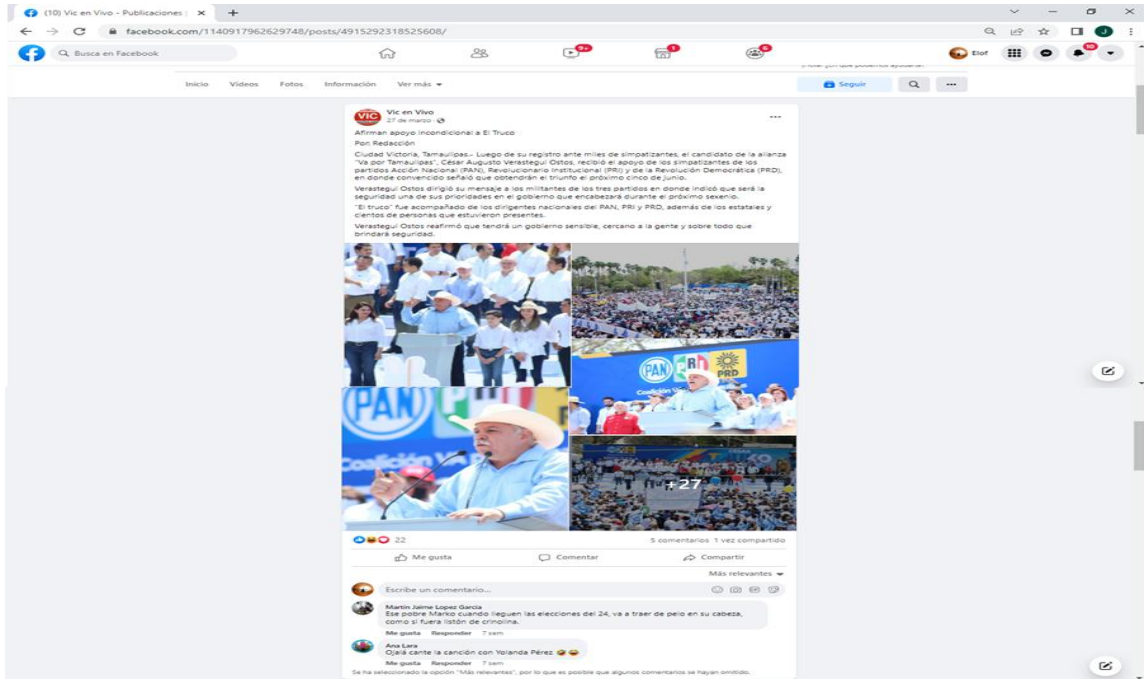 (10) Vic en Vivo - Publicaciones
facebook.com/1140917962629748/posts/4915292318525608/
Busca en Facebook
9+
1
6
Elof
10
Inicio Videos Fotos Información Ver más
Seguir
Vic en Vivo
27 de marzo
Afirman apoyo incondicional a El Truco
Por: Redacción
Ciudad Victoria, Tamaulipas.- Luego de su registro ante miles de simpatizantes, el candidato de la alianza
"Va por Tamaulipas", César Augusto Verastegui Ostos, recibió el apoyo de los simpatizantes de los
partidos Acción Nacional (PAN), Revolucionario Institucional (PRI) y de la Revolución Democrática (PRD),
en donde convencido señaló que obtendrán el triunfo el próximo cinco de junio.
Verastegui Ostos dirigió su mensaje a los militantes de los tres partidos en donde indicó que será la
seguridad una de sus prioridades en el gobierno que encabezará durante el próximo sexenio.
"El truco" fue acompañado de los dirigentes nacionales del PAN, PRI y PRD, además de los estatales y
cientos de personas que estuvieron presentes.
Verastegui Ostos reafirmó que tendrá un gobierno sensible, cercano a la gente y sobre todo que
brindará seguridad.
PAN PRI PRD
Coalición
PAN
Coalición VA
+27
22
5 comentarios 1 vez compartido
Me gusta Comentar Compartir
Más relevantes
Escribe un comentario...
Martin Jaime Lopez Garcia
Ese pobre Marko cuando lleguen las elecciones del 24, va a traer de pelo en su cabeza,
como si fuera listón de crinolina.
Me gusta Responder 7 sem
Ana Lara
Ojalá cante la canción con Yolanda Pérez
Me gusta Responder 7 sem
Se ha seleccionado la opción "Más relevantes", por lo que es posible que algunos comentarios se hayan omitido.